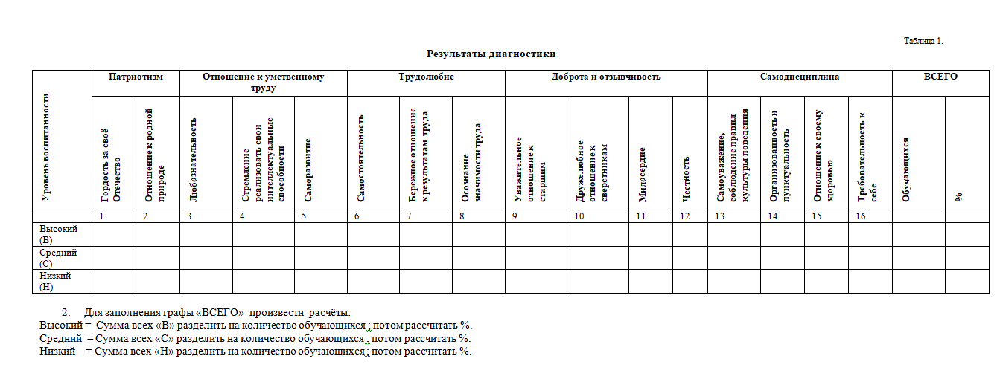 Таблица 1.
Результаты диагностики
Уровень воспитанности
Патриотизм
Отношение к умственному
труду
Трудолюбие
Доброта и отзывчивость
Самодисциплина
ВСЕГО
Гордость за своё
Отечество
Отношение к родной
природе
Любознательность
Стремление
реализовать свои
интеллектуальные
способности
Саморазвитие
Самостоятельность
Бережное отношение
к результатам труда
Осознание
значимости труда
Уважительное
отношение к
старшим
Дружелюбное
отношение к
сверстникам
Милосердие
Честность
Самоуважение,
соблюдение правил
культуры поведения
Организованность и
пунктуальность
Отношение к своему
здоровью
Требовательность к
себе
Обучающихся
%
1 2 3 4 5 6 7 8 9 10 11 12 13 14 15 16
Высокий
(В)
Средний
(С)
Низкий
(Н)
2. Для заполнения графы «ВСЕГО» произвести расчёты:
Высокий = Сумма всех «В» разделить на количество обучающихся ; потом рассчитать %.
Средний = Сумма всех «С» разделить на количество обучающихся ; потом рассчитать %.
Низкий = Сумма всех «Н» разделить на количество обучающихся ; потом рассчитать %.